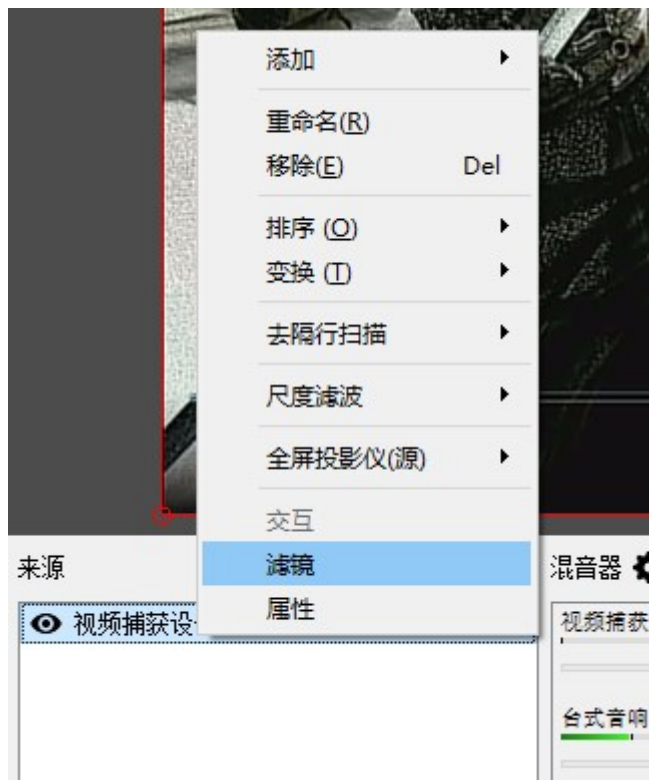 添加
重命名(R)
移除(E) Del
排序 (O)
变换 (T)
去隔行扫描
尺度滤波
全屏投影仪(源)
交互
滤镜
属性
来源
视频捕获设
混音器
视频捕获
台式音响